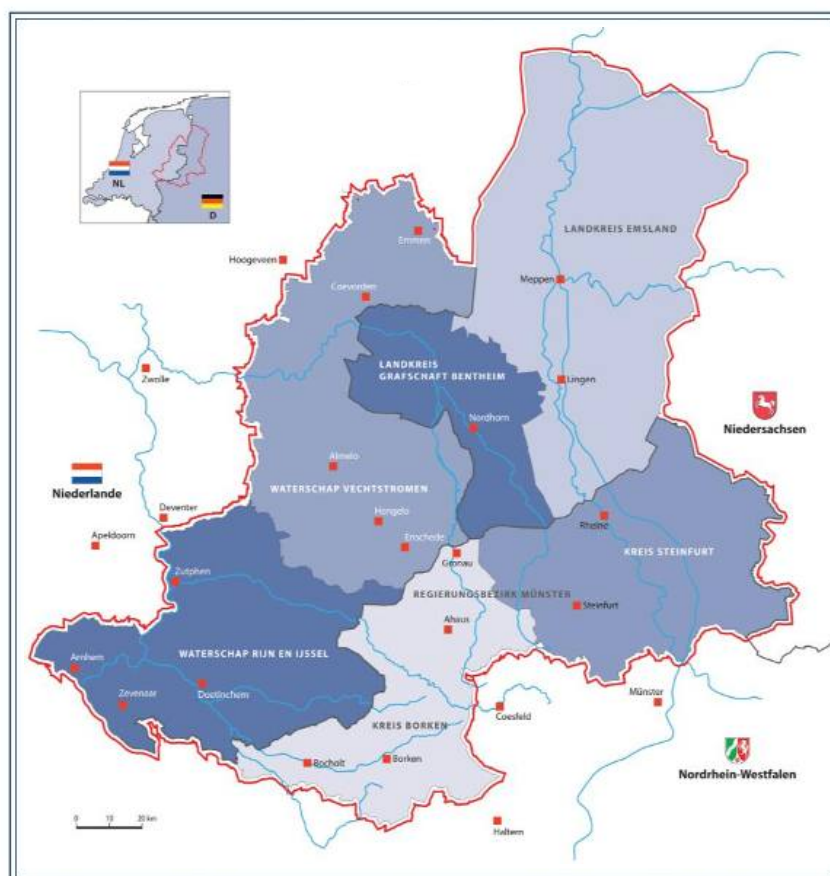 NL
D
LANDKREIS EMSLAND
Emmen
Hoogeveen
Meppen
Coevorden
LANDKREIS
GRAFSCHAFT BENTHEIM
Zwolle
Lingen
Nordhorn
Niedersachsen
Almelo
Niederlande
WATERSCHAP VECHTSTROMEN
Deventer
Hengelo
Rheine
Apeldoorn
Enschede
Gronau
KREIS STEINFURT
Zutphen
REGIERUNGSBEZIRK MÜNSTER
Steinfurt
Ahaus
WATERSCHAP RIJN EN IJSSEL
Arnhem
Doetinchem
Zevenaar
Münster
Coesfeld
KREIS BORKEN
Bocholt
Borken
Nordrhein-Westfalen
0 10 20 km
Haltern